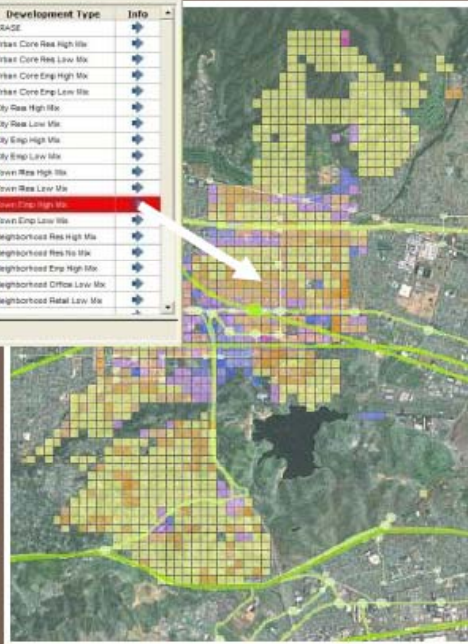 Development Type Info
RASE
rban Core Res High Mix
rban Core Res Low Mix
rban Core Emp High Mix
rban Core Emp Low Mix
ity Res High Mix
ity Res Low Mix
ity Emp High Mix
ity Emp Low Mix
own Res High Mix
own Res Low Mix
own Emp High Mix
own Emp Low Mix
eighborhood Res High Mix
eighborhood Res No Mix
eighborhood Emp High Mix
eighborhood Office Low Mix
eighborhood Retail Low Mix